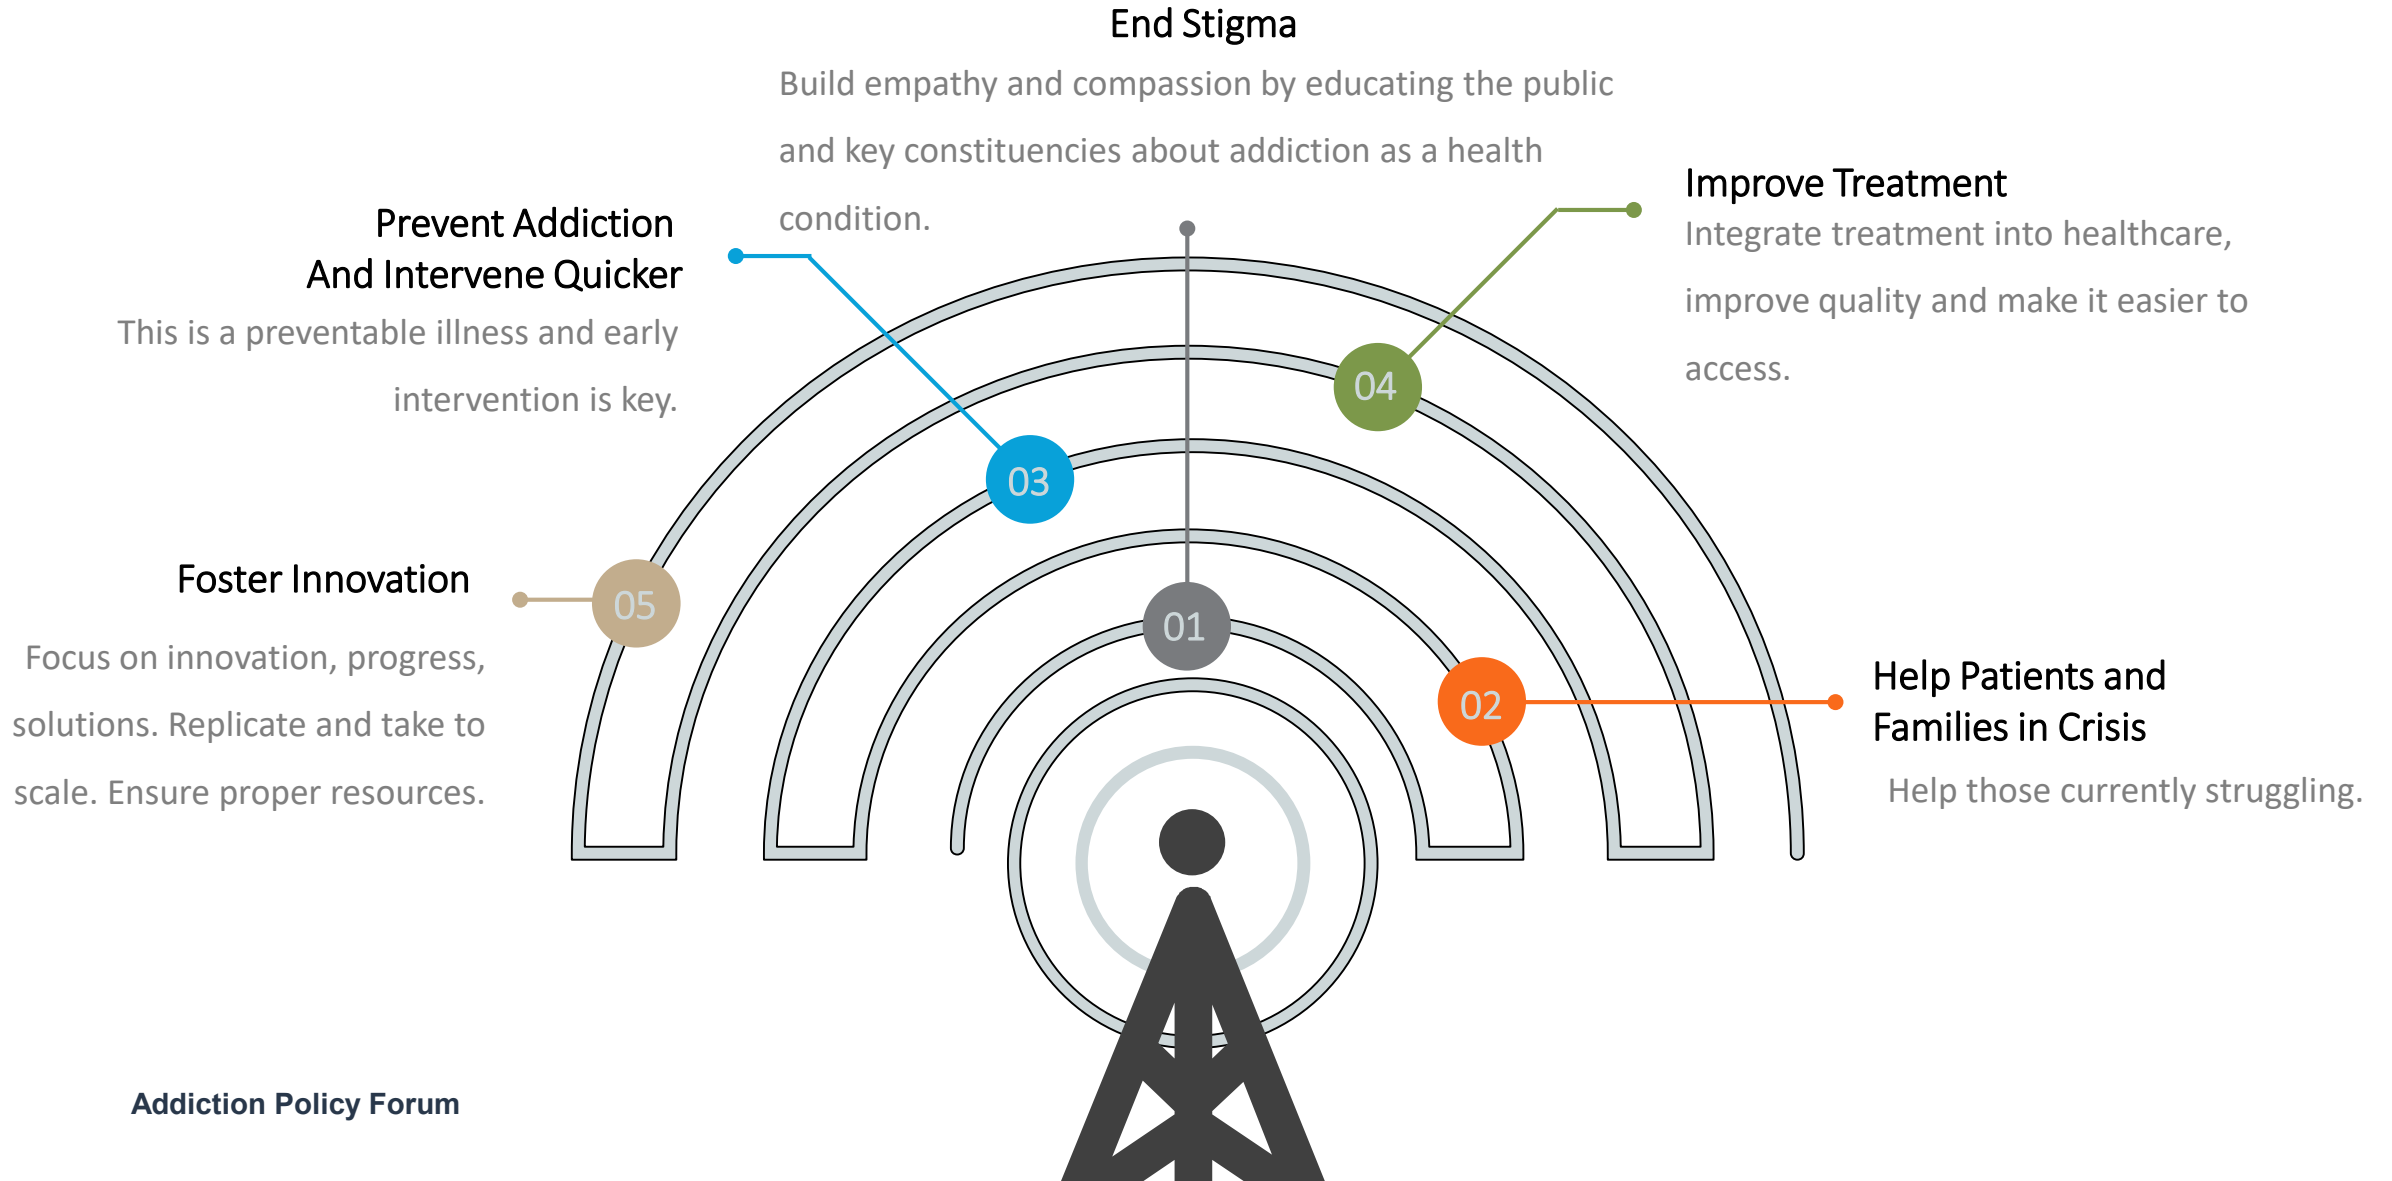 End Stigma
Build empathy and compassion by educating the public
and key constituencies about addiction as a health
condition.
Improve Treatment
Integrate treatment into healthcare,
improve quality and make it easier to
access.
Prevent Addiction
And Intervene Quicker
This is a preventable illness and early
intervention is key.
04
03
Foster Innovation
Focus on innovation, progress,
solutions. Replicate and take to
scale. Ensure proper resources.
05
01
02
Help Patients and
Families in Crisis
Help those currently struggling.
Addiction Policy Forum